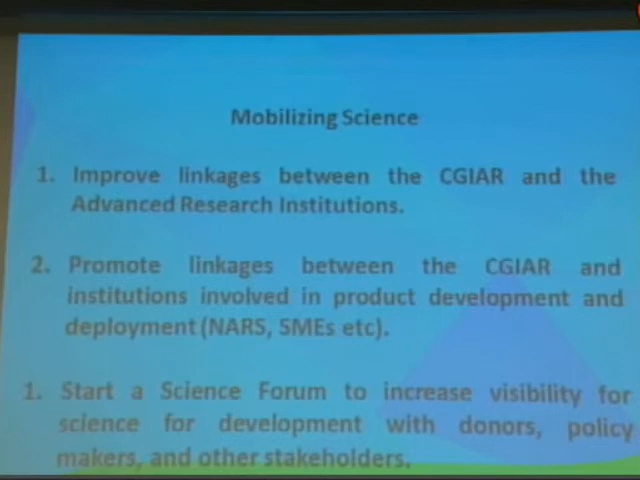 Mobilizing Science
1. Improve linkages between the CGIAR and the
Advanced Research Institutions.
2. Promote linkages between the CGIAR and
institutions involved in product development and
deployment (NARS, SMEs etc).
1. Start a Science Forum to increase visibility for
science for development with donors, policy
makers, and other stakeholders.